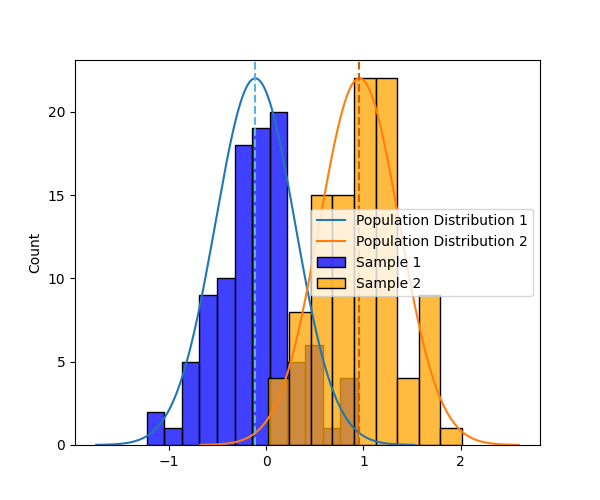 20
15
10
5
0
Count
Population Distribution 1
Population Distribution 2
Sample 1
Sample 2
−1
0
1
2